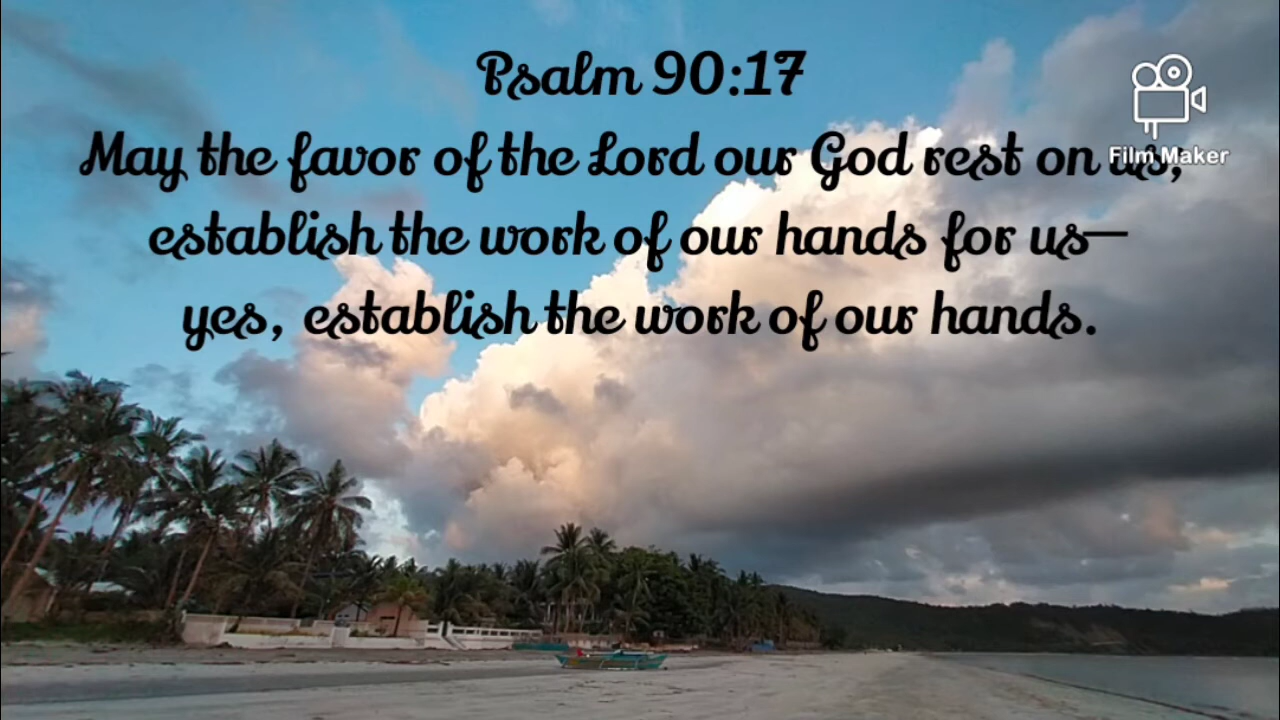 Psalm 90:17
May the favor of the Lord our God rest on us,
establish the work of our hands for us—
yes, establish the work of our hands.
Film Maker